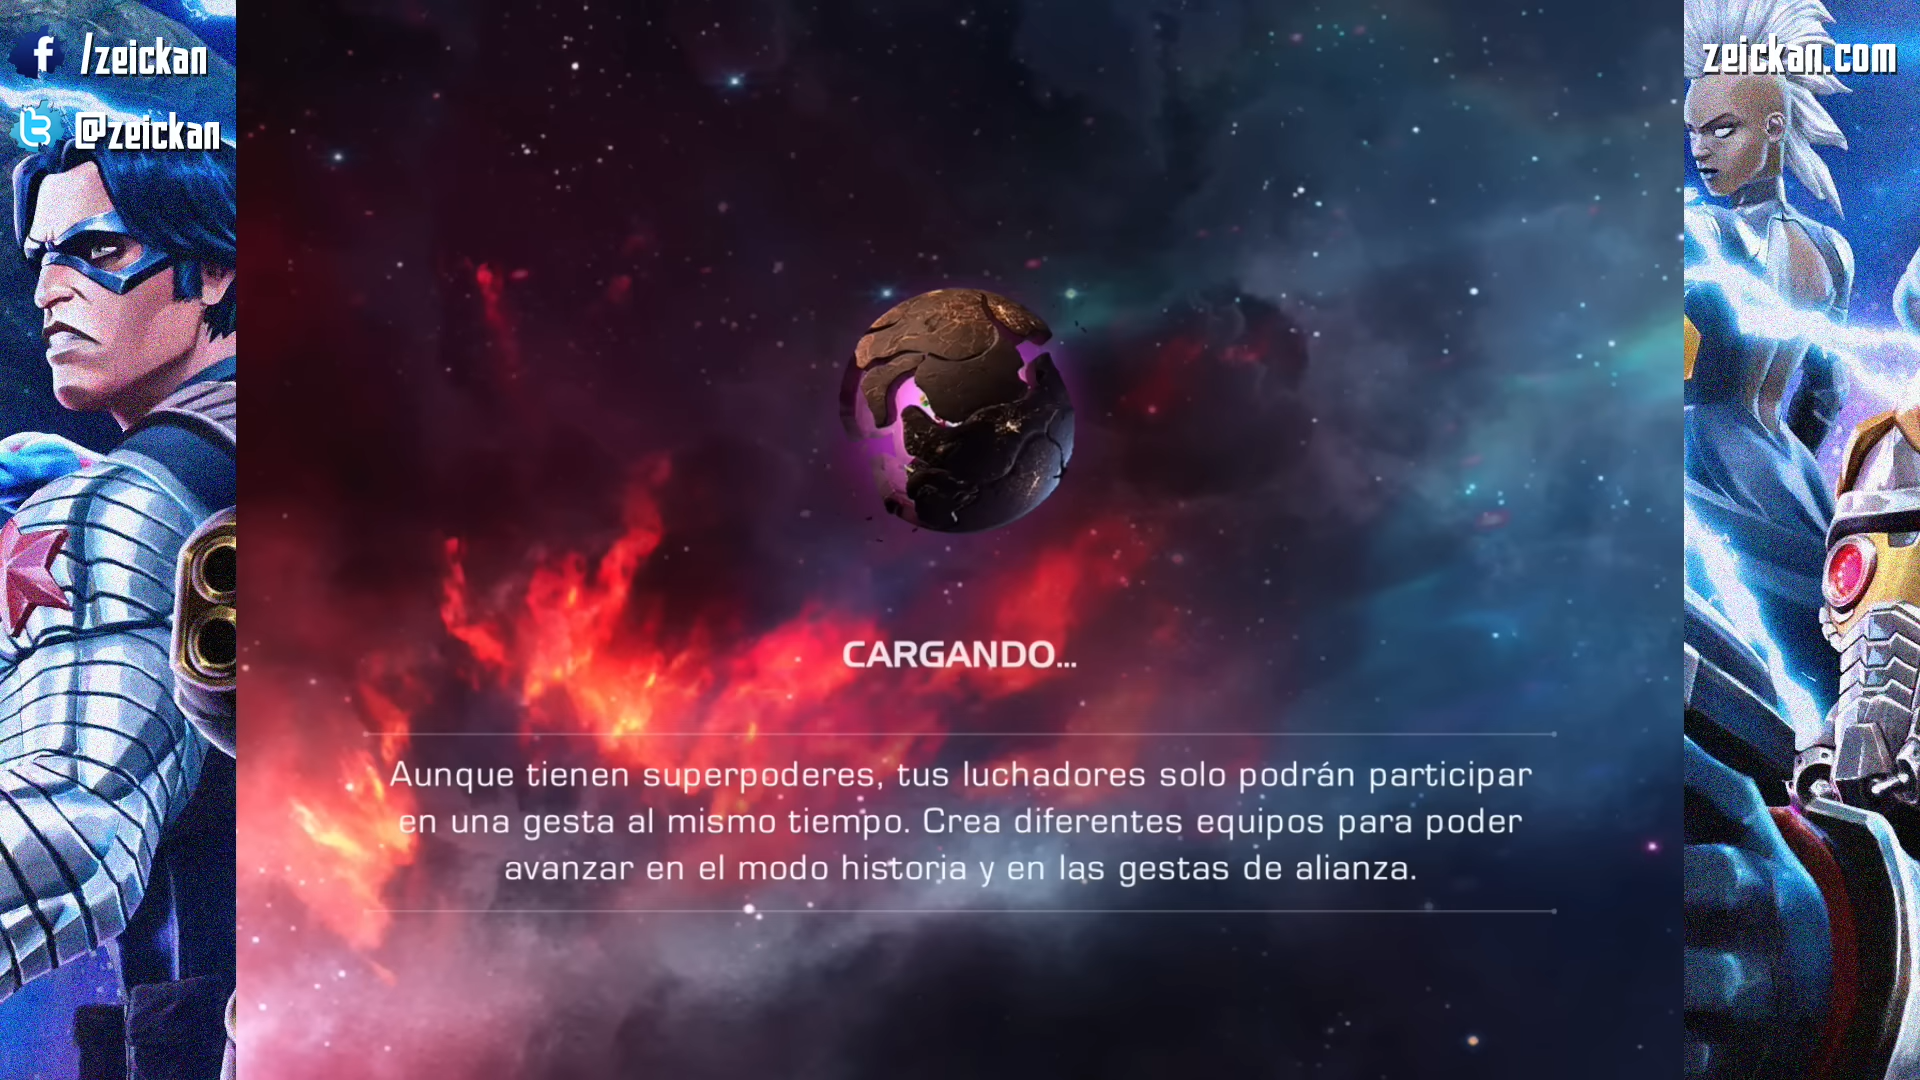 /zeickan
@zeickan
zeickan.com
CARGANDO...
Aunque tienen superpoderes, tus luchadores solo podrán participar
en una gesta al mismo tiempo. Crea diferentes equipos para poder
avanzar en el modo historia y en las gestas de alianza.